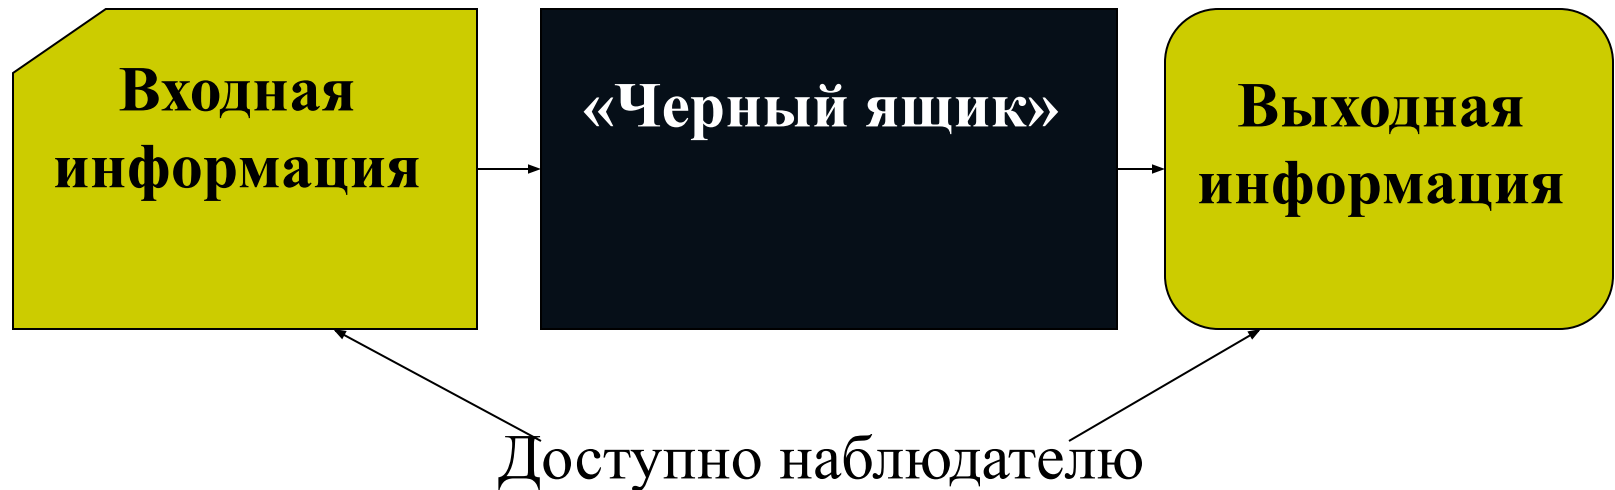 Входная
информация
«Черный ящик»
Выходная
информация
Доступно наблюдателю